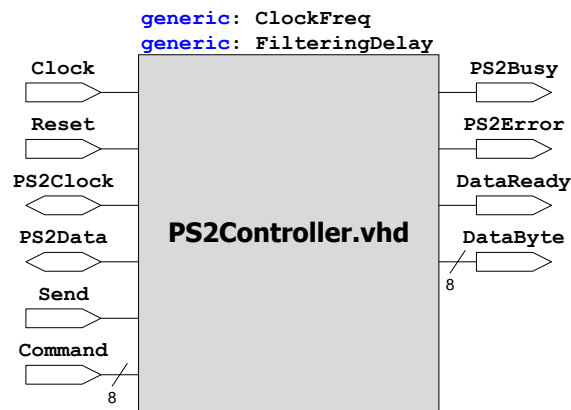 generic: ClockFreq
generic: FilteringDelay
Clock
PS2Busy
Reset
PS2Error
PS2Clock
DataReady
PS2Data
PS2Controller.vhd
DataByte
8
Send
Command
8